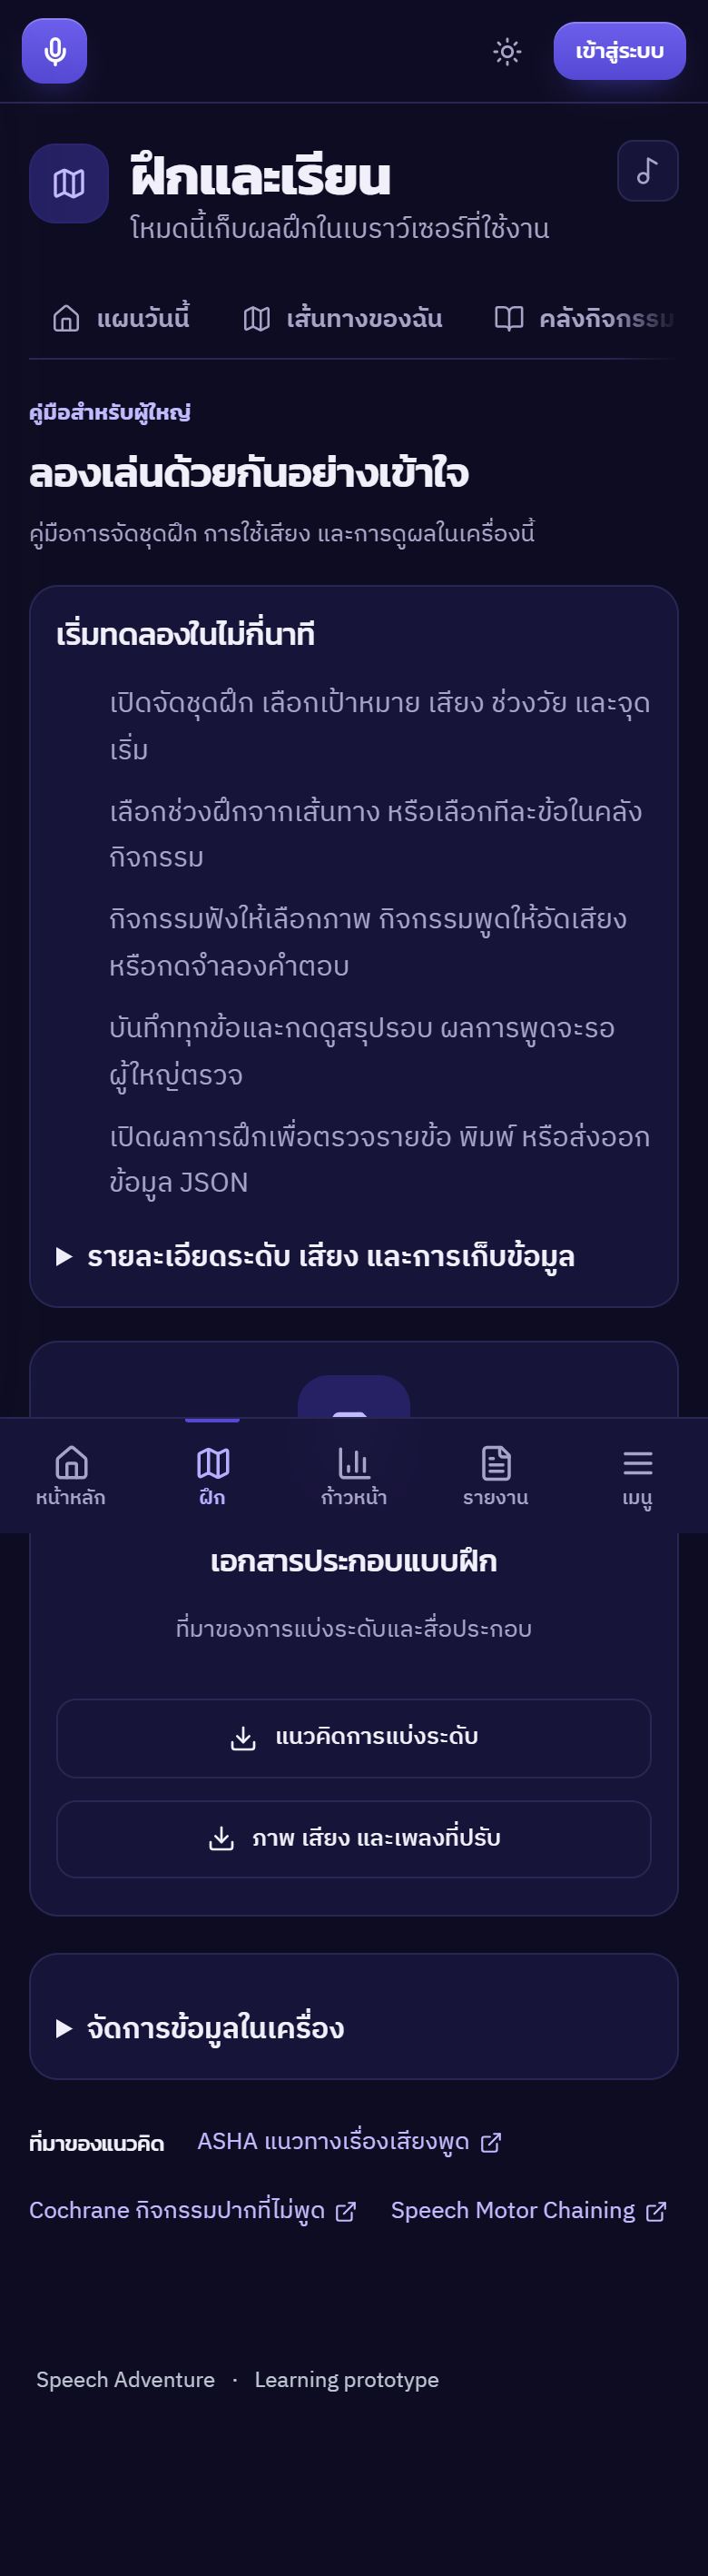 เข้าสู่ระบบ
ฝึกและเรียน
โหมดนี้เก็บผลฝึกในเบราว์เซอร์ที่ใช้งาน
แผนวันนี้ เส้นทางของฉัน คลังกิจกรรม
คู่มือสำหรับผู้ใหญ่
ลองเล่นด้วยกันอย่างเข้าใจ
คู่มือการจัดชุดฝึก การใช้เสียง และการดูผลในเครื่องนี้
เริ่มทดลองในไม่กี่นาที
เปิดจัดชุดฝึก เลือกเป้าหมาย เสียง ช่วงวัย และจุด
เริ่ม
เลือกช่วงฝึกจากเส้นทาง หรือเลือกทีละข้อในคลัง
กิจกรรม
กิจกรรมฟังให้เลือกภาพ กิจกรรมพูดให้อัดเสียง
หรือกดจำลองคำตอบ
บันทึกทุกข้อและกดดูสรุปรอบ ผลการพูดจะรอ
ผู้ใหญ่ตรวจ
เปิดผลการฝึกเพื่อตรวจรายข้อ พิมพ์ หรือส่งออก
ข้อมูล JSON
รายละเอียดระดับ เสียง และการเก็บข้อมูล
หน้าหลัก ฝึก ก้าวหน้า รายงาน เมนู
เอกสารประกอบแบบฝึก
ที่มาของการแบ่งระดับและสื่อประกอบ
แนวคิดการแบ่งระดับ
ภาพ เสียง และเพลงที่ปรับ
จัดการข้อมูลในเครื่อง
ที่มาของแนวคิด ASHA แนวทางเรื่องเสียงพูด
Cochrane กิจกรรมปากที่ไม่พูด Speech Motor Chaining
Speech Adventure · Learning prototype